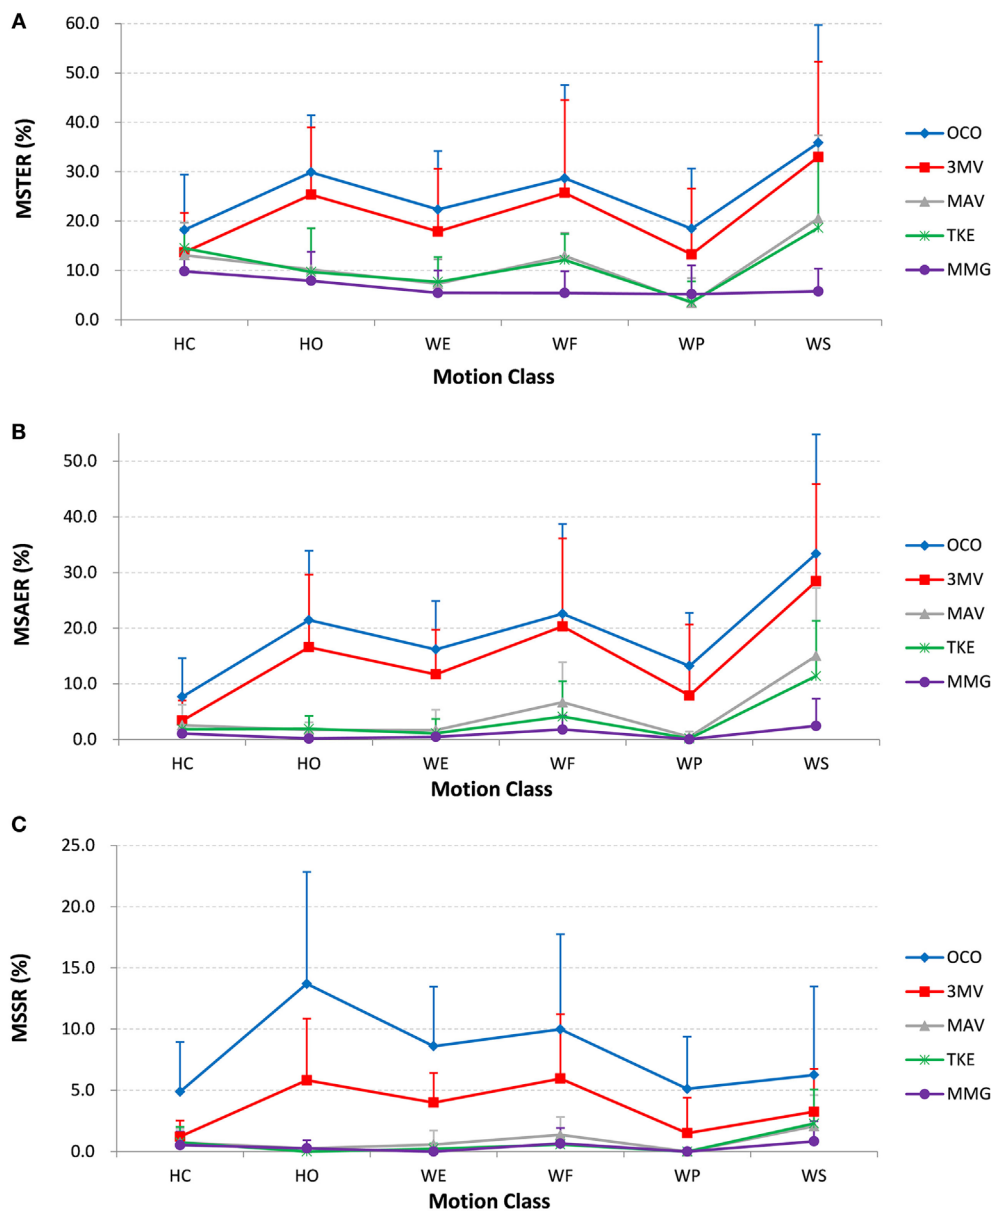 A
MSTER (%)
60.0
50.0
40.0
30.0
20.0
10.0
0.0
HC HO WE WF WP WS
Motion Class
OCO
3MV
MAV
TKE
MMG
B
MSAER (%)
50.0
40.0
30.0
20.0
10.0
0.0
HC HO WE WF WP WS
Motion Class
OCO
3MV
MAV
TKE
MMG
C
MSSR (%)
25.0
20.0
15.0
10.0
5.0
0.0
HC HO WE WF WP WS
Motion Class
OCO
3MV
MAV
TKE
MMG